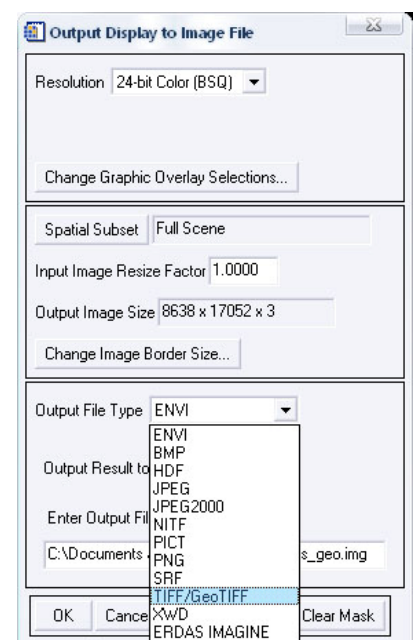 Output Display to Image File
Resolution 24-bit Color (BSQ)
Change Graphic Overlay Selections...
Spatial Subset Full Scene
Input Image Resize Factor 1.0000
Output Image Size 8638 x 17052 x 3
Change Image Border Size...
Output File Type ENVI
ENVI
BMP
Output Result to HDF
JPEG
JPEG2000
Enter Output Fil NITF
PICT
C:\Documents PNG s_geo.img
SRF
TIFF/GeoTIFF
OK Cance XWD Clear Mask
ERDAS IMAGINE